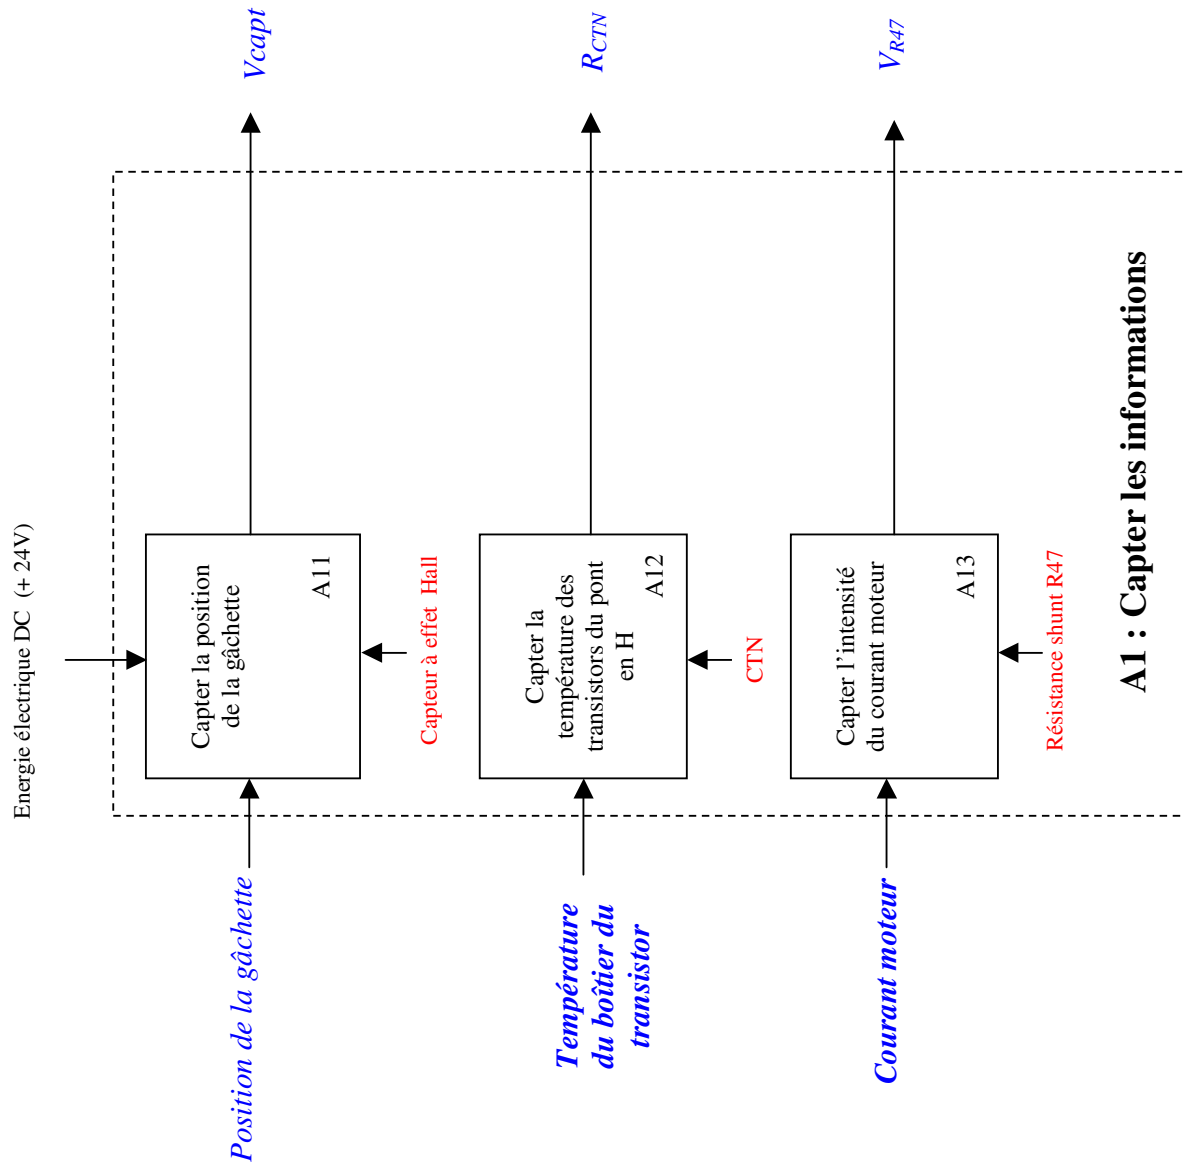 Energie électrique DC (+ 24V)
Position de la gâchette
Capter la position
de la gâchette
A11
Capteur à effet Hall
Vcapt
Température
du boîtier du
transistor
Capter la
température des
transistors du pont
en H
A12
CTN
RCTN
Courant moteur
Capter l'intensité
du courant moteur
A13
Résistance shunt R47
VR47
A1 : Capter les informations